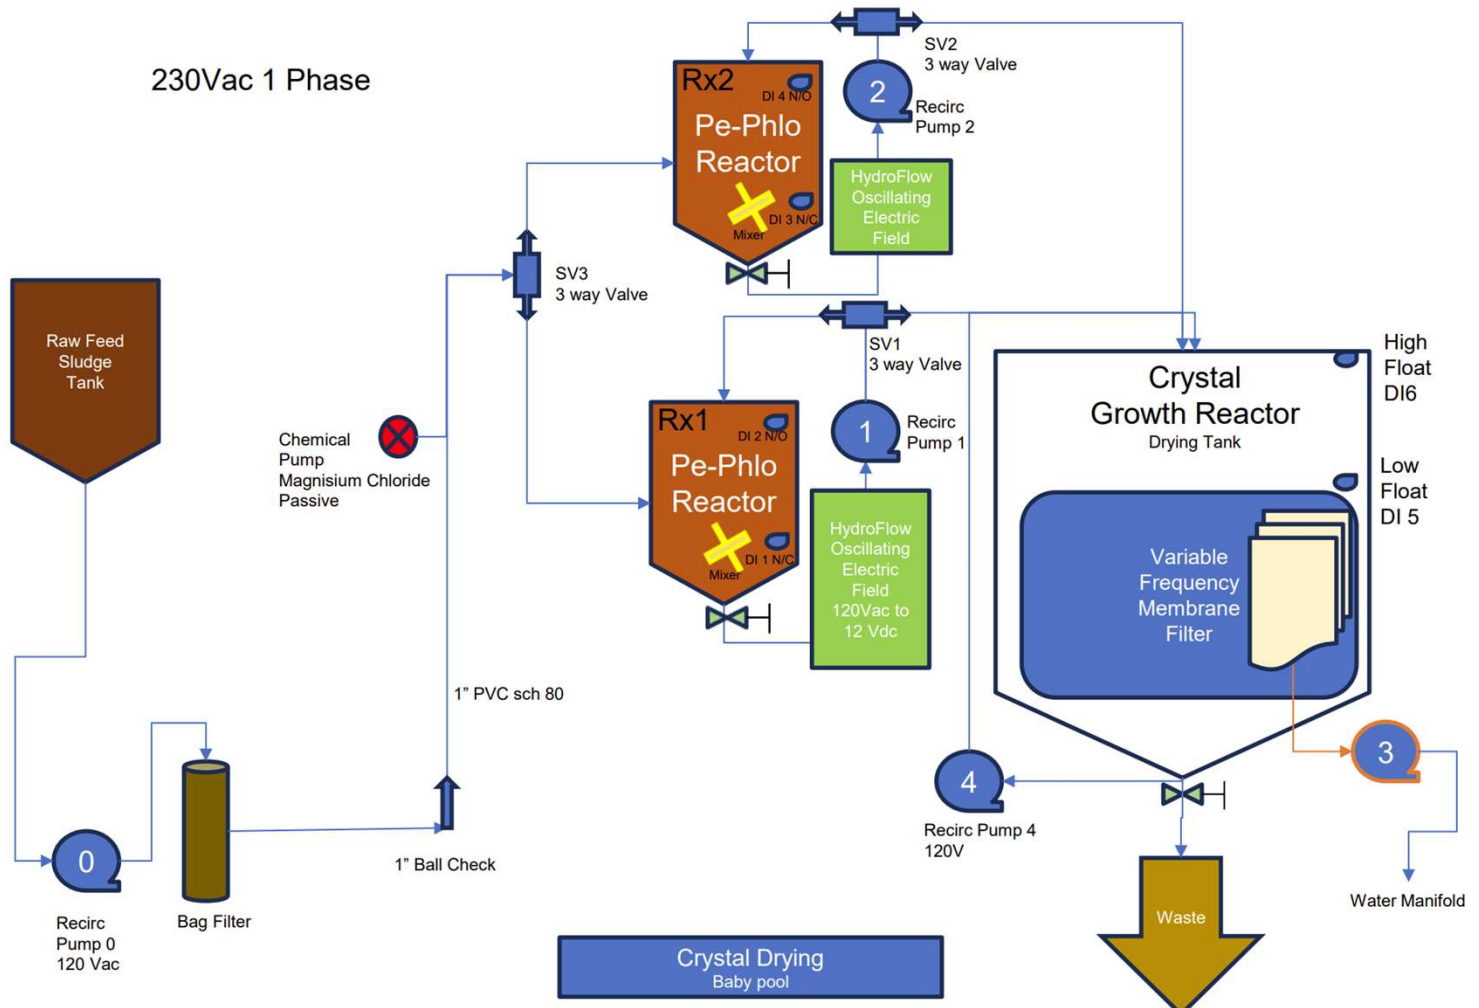 230Vac 1 Phase
SV2
3 way Valve
Rx2
DI 4 N/O
Pe-Phlo
Reactor
DI 3 N/C
Mixer
2
Recirc
Pump 2
HydroFlow
Oscillating
Electric
Field
SV3
3 way Valve
Raw Feed
Sludge
Tank
SV1
3 way Valve
Rx1
DI 2 N/O
Pe-Phlo
Reactor
DI 1 N/C
Mixer
1
Recirc
Pump 1
HydroFlow
Oscillating
Electric
Field
120Vac to
12 Vdc
Chemical
Pump
Magnisium Chloride
Passive
Crystal
Growth Reactor
Drying Tank
High
Float
DI6
Low
Float
DI 5
Variable
Frequency
Membrane
Filter
1” PVC sch 80
0
Recirc
Pump 0
120 Vac
Bag Filter
1” Ball Check
4
Recirc Pump 4
120V
3
Water Manifold
Waste
Crystal Drying
Baby pool